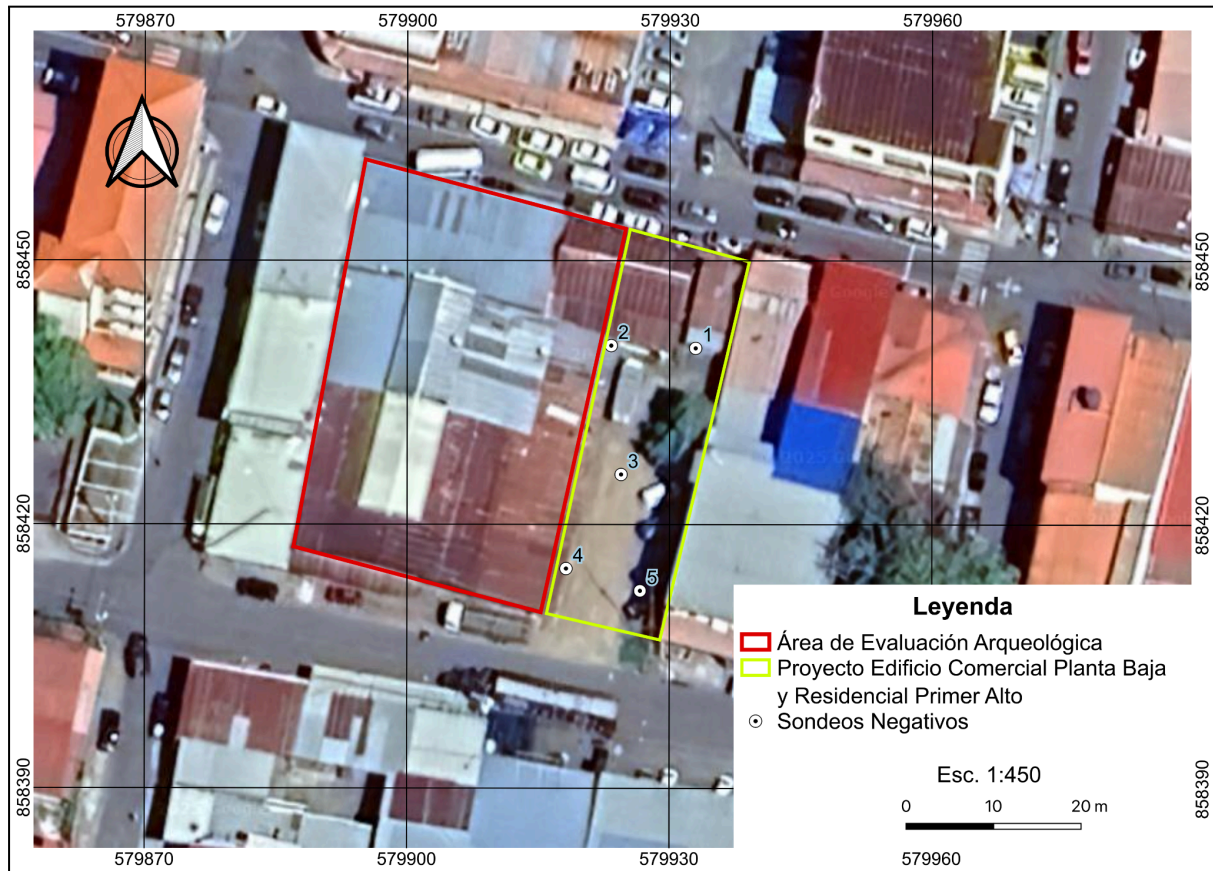 579870 579900 579930 579960
858450 858450
2 1
3
4
5
858420
858390 858390
Google
2025 G
Leyenda
Área de Evaluación Arqueológica
Proyecto Edificio Comercial Planta Baja
y Residencial Primer Alto
Sondeos Negativos
Esc. 1:450
0 10 20 m
579870 579900 579930 579960